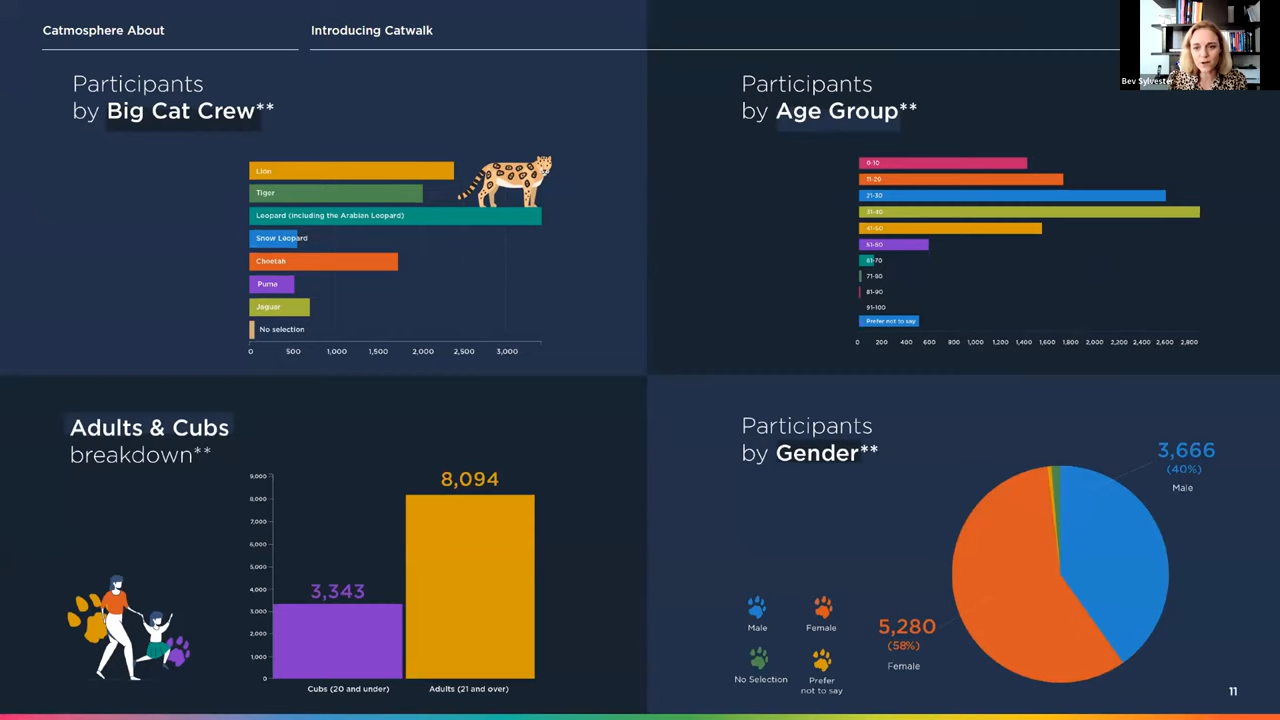 Catmosphere About
Introducing Catwalk
Bev Sylvester
Participants
by Big Cat Crew**
Lion
Tiger
Leopard (including the Arabian Leopard)
Snow Leopard
Cheetah
Puma
Jaguar
No selection
0 500 1,000 1,500 2,000 2,500 3,000
Participants
by Age Group**
0-10
11-20
21-30
31-40
41-50
51-60
61-70
71-80
81-90
91-100
Prefer not to say
0 200 400 600 800 1,000 1,200 1,400 1,600 1,800 2,000 2,200 2,400 2,600 2,800
Adults & Cubs
breakdown**
9,000
8,000
7,000
6,000
5,000
4,000
3,000
2,000
1,000
0
3,343
8,094
Cubs (20 and under)
Adults (21 and over)
Participants
by Gender**
3,666
(40%)
Male
5,280
(58%)
Female
Male
Female
No Selection
Prefer
not to say
11